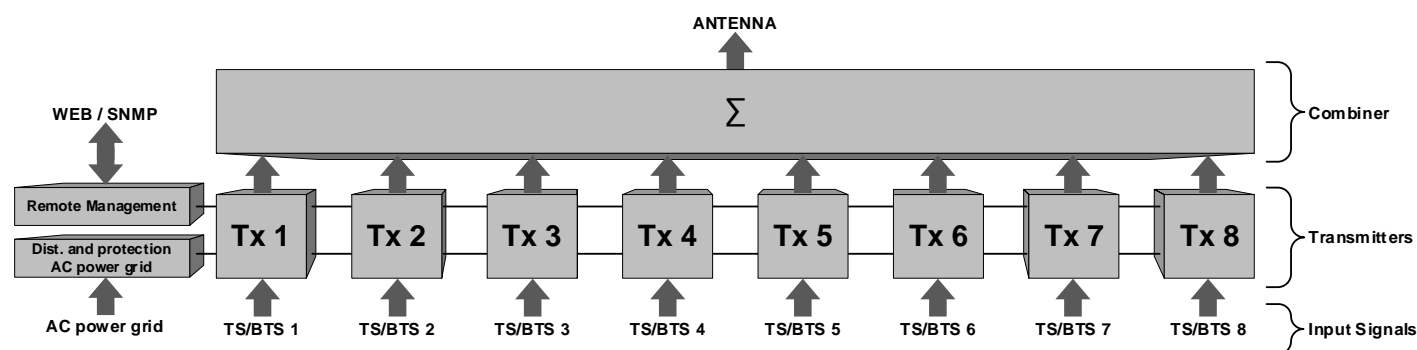 ANTENNA
Σ
Combiner
WEB / SNMP
Remote Management
Dist. and protection
AC power grid
AC power grid
Tx 1
Tx 2
Tx 3
Tx 4
Tx 5
Tx 6
Tx 7
Tx 8
Transmitters
TS/BTS 1
TS/BTS 2
TS/BTS 3
TS/BTS 4
TS/BTS 5
TS/BTS 6
TS/BTS 7
TS/BTS 8
Input Signals